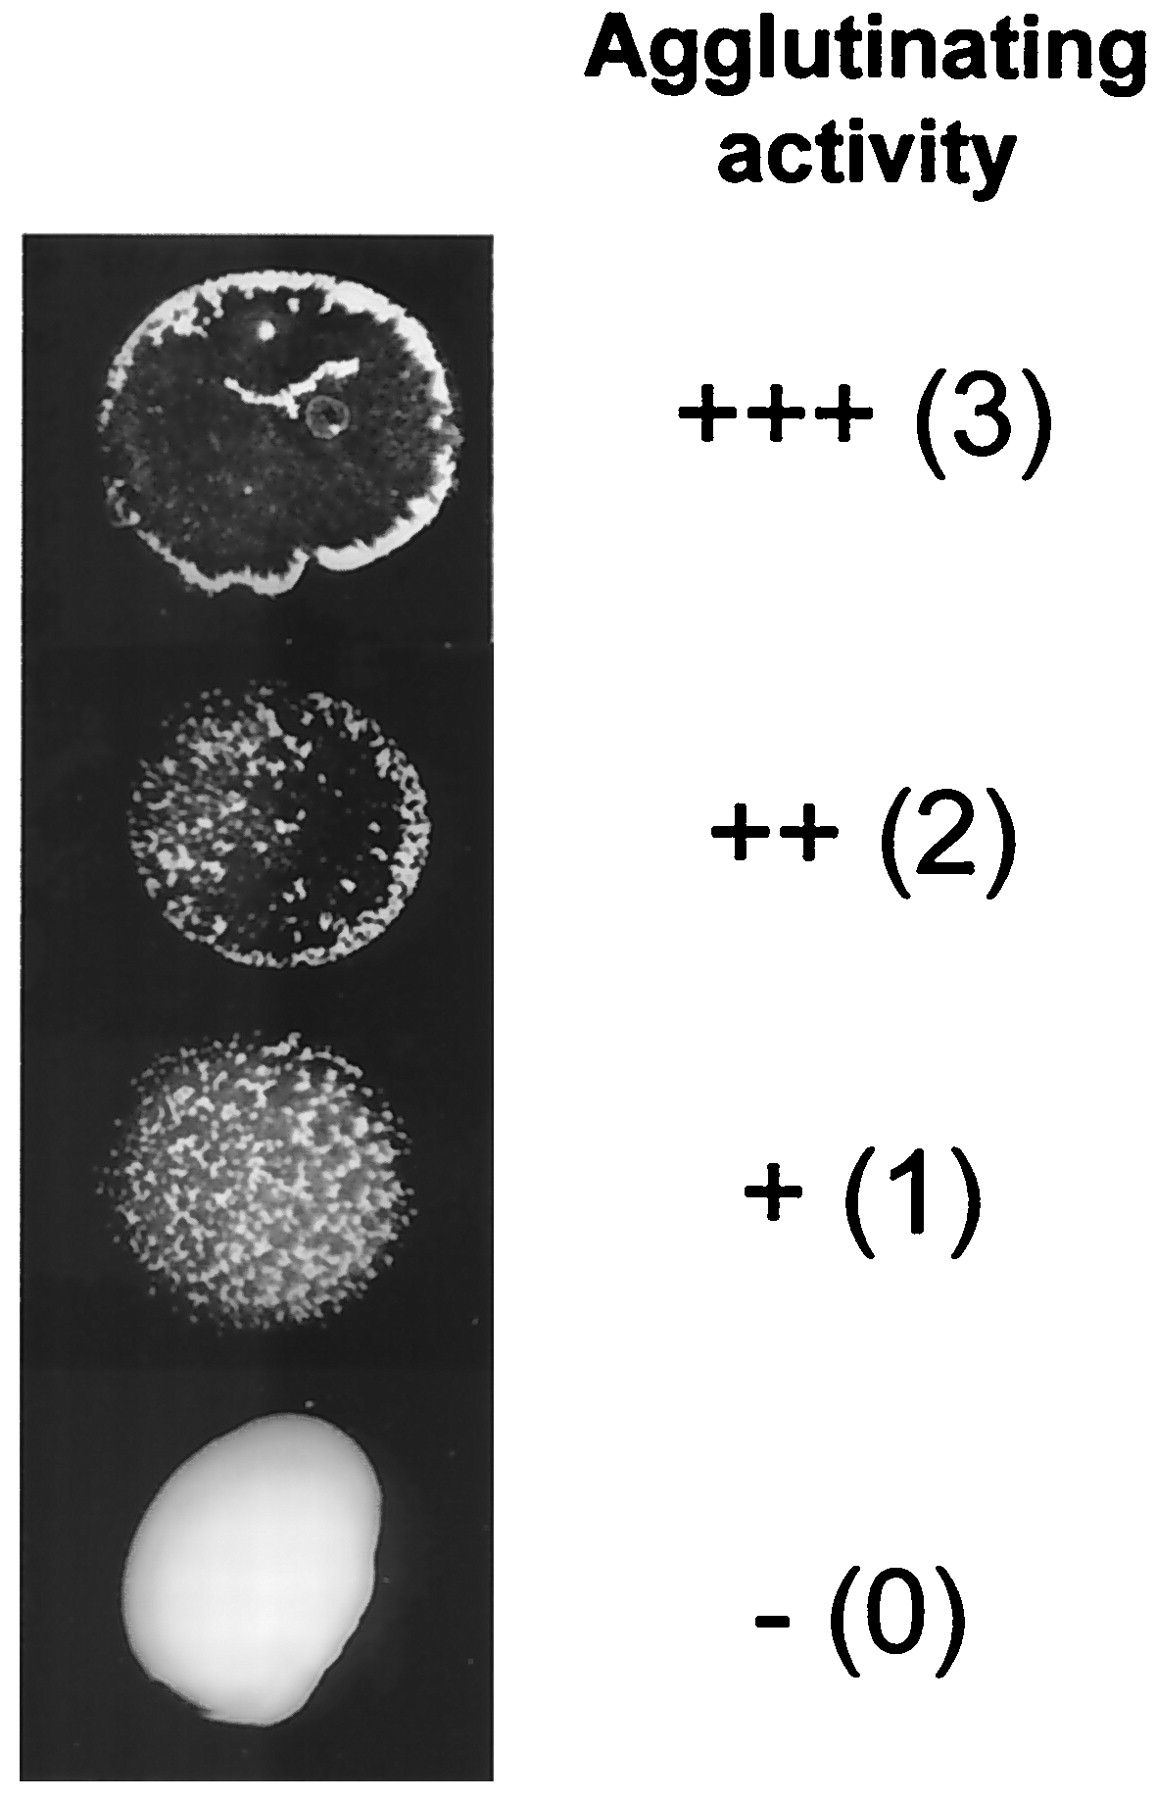 Agglutinating
activity
+++ (3)
++ (2)
+ (1)
- (0)